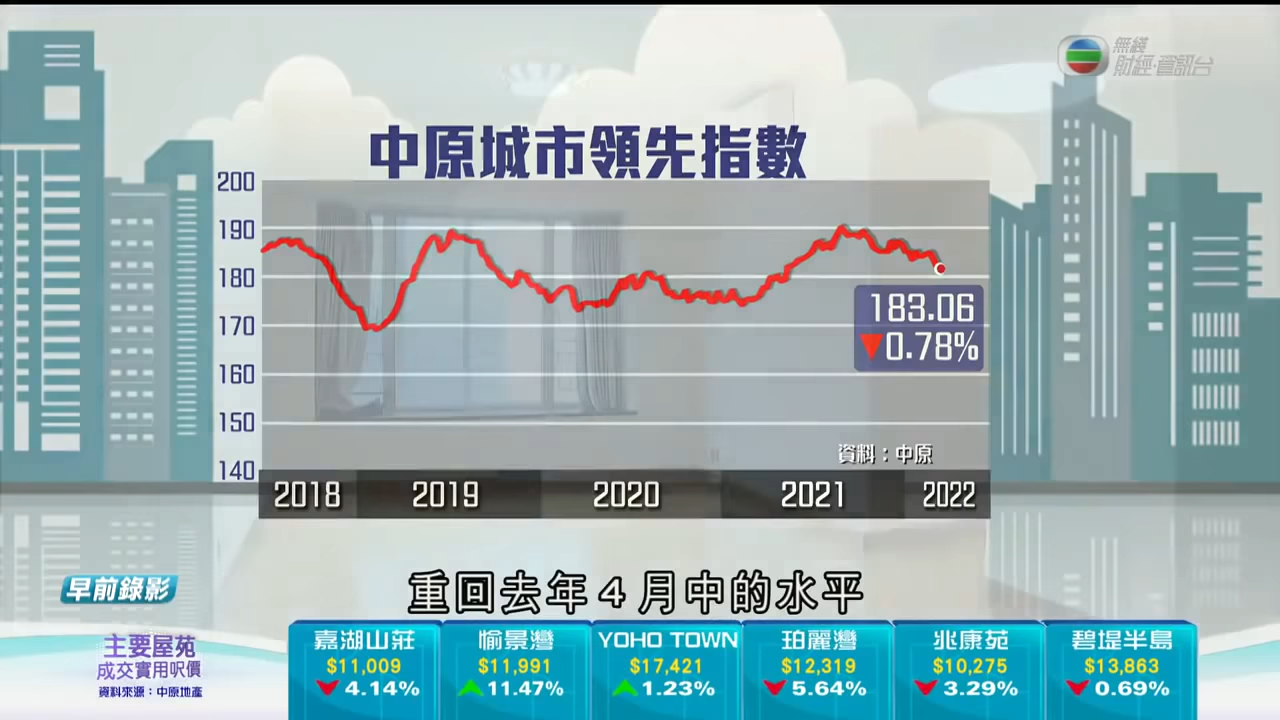 無綫
財經·資訊台
中原城市領先指數
200
190
180
170
160
150
140
183.06
0.78%
資料：中原
2018 2019 2020 2021 2022
重回去年4月中的水平
早前錄影
主要屋苑
成交實用呎價
資料來源：中原地產
嘉湖山莊 愉景灣 YOHO TOWN 珀麗灣 兆康苑 碧堤半島
$11,009 $11,991 $17,421 $12,319 $10,275 $13,863
4.14% 11.47% 1.23% 5.64% 3.29% 0.69%